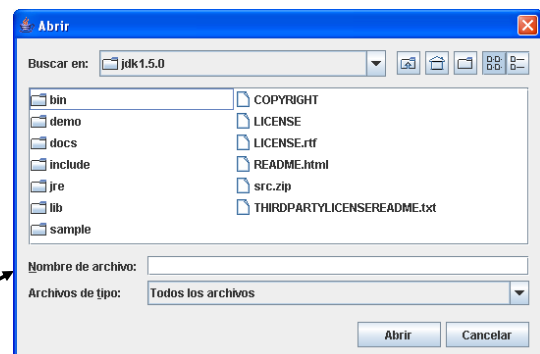 Abrir
Buscar en: jdk1.5.0
bin
demo
docs
include
jre
lib
sample
COPYRIGHT
LICENSE
LICENSE.rtf
README.html
src.zip
THIRDPARTYLICENSEREADME.txt
Nombre de archivo:
Archivos de tipo: Todos los archivos
Abrir Cancelar